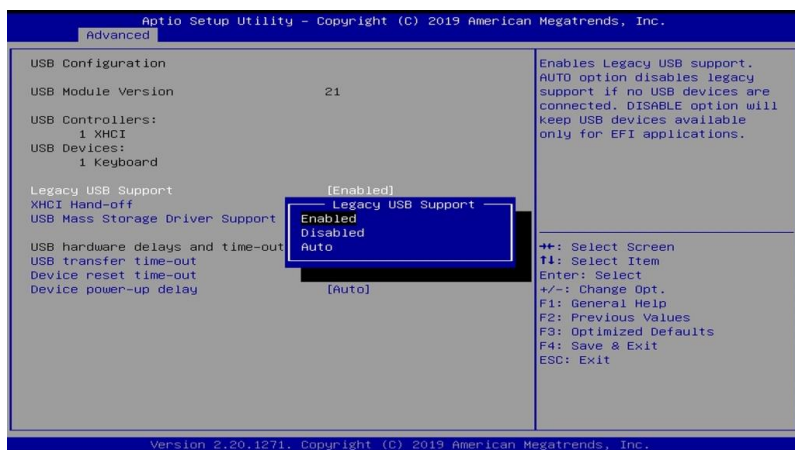 Aptio Setup Utility – Copyright (C) 2019 American Megatrends, Inc.
Advanced
USB Configuration
USB Module Version 21
USB Controllers:
1 XHCI
USB Devices:
1 Keyboard
Legacy USB Support [Enabled]
XHCI Hand-off
USB Mass Storage Driver Support
USB hardware delays and time-out
USB transfer time-out
Device reset time-out
Device power-up delay [Auto]
Legacy USB Support
Enabled
Disabled
Auto
Enables Legacy USB support.
AUTO option disables legacy
support if no USB devices are
connected. DISABLE option will
keep USB devices available
only for EFI applications.
→←: Select Screen
↑↓: Select Item
Enter: Select
+/-: Change Opt.
F1: General Help
F2: Previous Values
F3: Optimized Defaults
F4: Save & Exit
ESC: Exit
Version 2.20.1271. Copyright (C) 2019 American Megatrends, Inc.